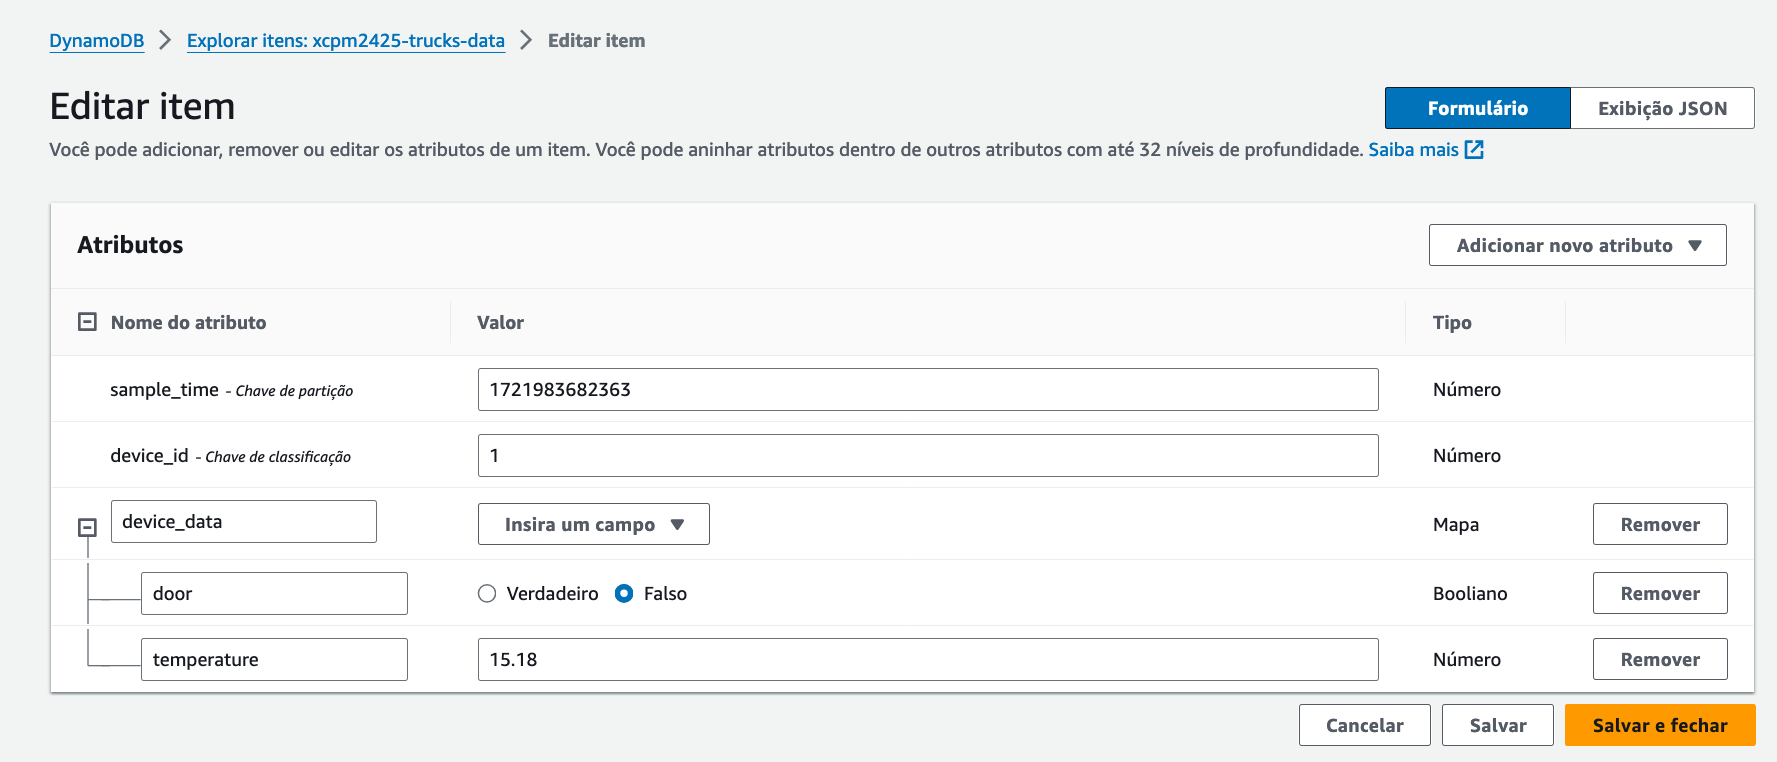 DynamoDB > Explorar itens: xcpm2425-trucks-data > Editar item
Editar item
Formulário Exibição JSON
Você pode adicionar, remover ou editar os atributos de um item. Você pode aninhar atributos dentro de outros atributos com até 32 níveis de profundidade. Saiba mais
Atributos
Adicionar novo atributo
Nome do atributo Valor Tipo
sample_time - Chave de partição 1721983682363 Número
device_id - Chave de classificação 1 Número
device_data Insira um campo Mapa Remover
door Verdadeiro Falso Booliano Remover
temperature 15.18 Número Remover
Cancelar Salvar Salvar e fechar